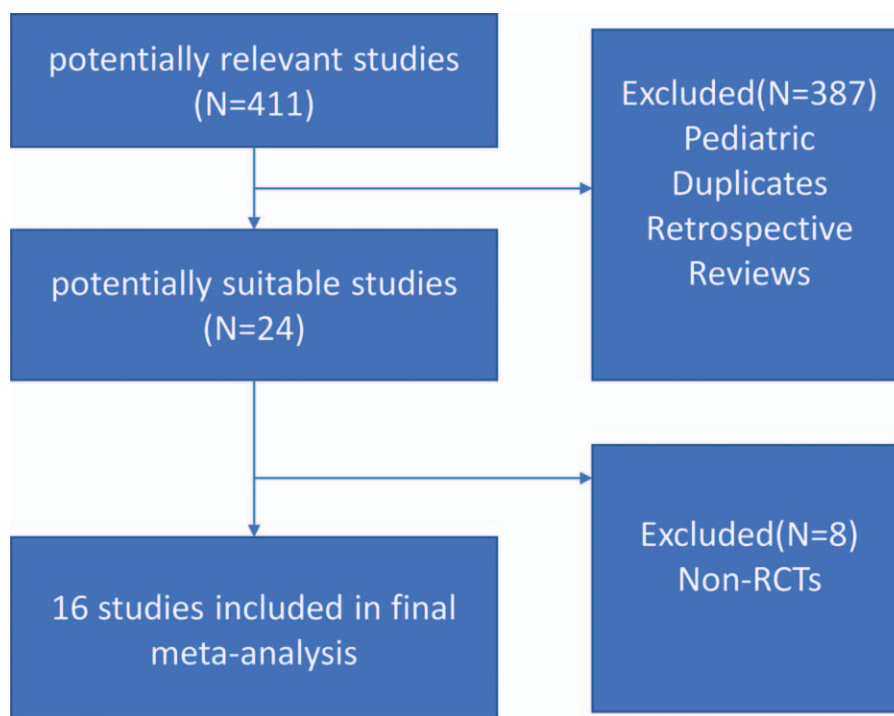 potentially relevant studies
(N=411)
Excluded(N=387)
Pediatric
Duplicates
Retrospective
Reviews
potentially suitable studies
(N=24)
Excluded(N=8)
Non-RCTs
16 studies included in final
meta-analysis